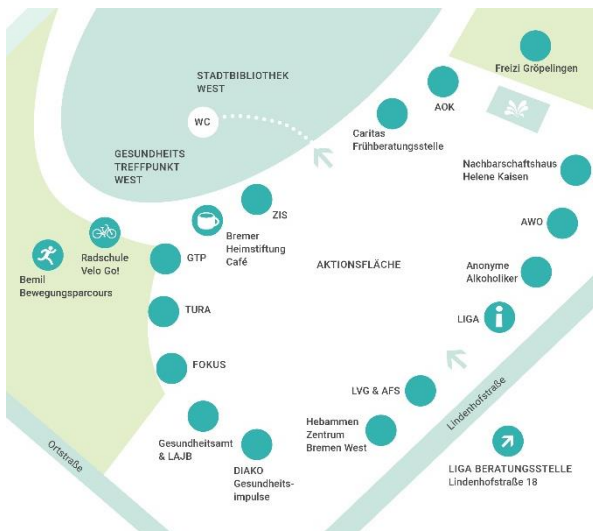 Freizi Gröpelingen
STADTBIBLIOTHEK
WEST
AOK
WC
Caritas
Frühberatungsstelle
GESUNDHEITS
TREFFPUNKT
WEST
Nachbarschaftshaus
Helene Kaisen
ZIS
AWO
Bremer
Heimstiftung
Café
Radschule
Velo Go!
GTP
AKTIONSFLÄCHE
Anonyme
Alkoholiker
Bemil
Bewegungsparcours
TURA
LIGA
FOKUS
LVG & AFS
Lindenhofstraße
Hebammen
Zentrum
Bremen West
Gesundheitsamt
& LAJB
Ortstraße
DIAKO
Gesundheits-
impulse
LIGA BERATUNGSSTELLE
Lindenhofstraße 18